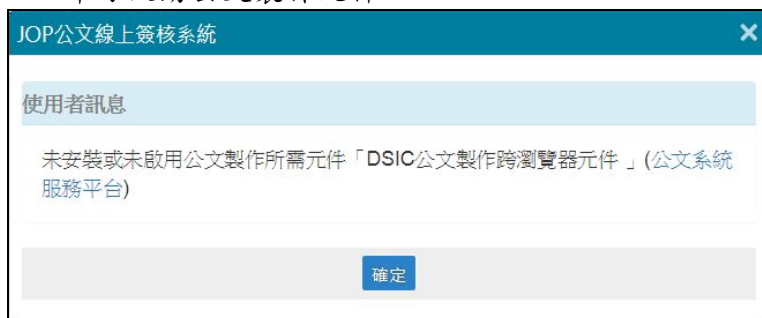 JOP公文線上簽核系統
使用者訊息
未安裝或未啟用公文製作所需元件「DSIC公文製作跨瀏覽器元件 」(公文系統
服務平台)
確定